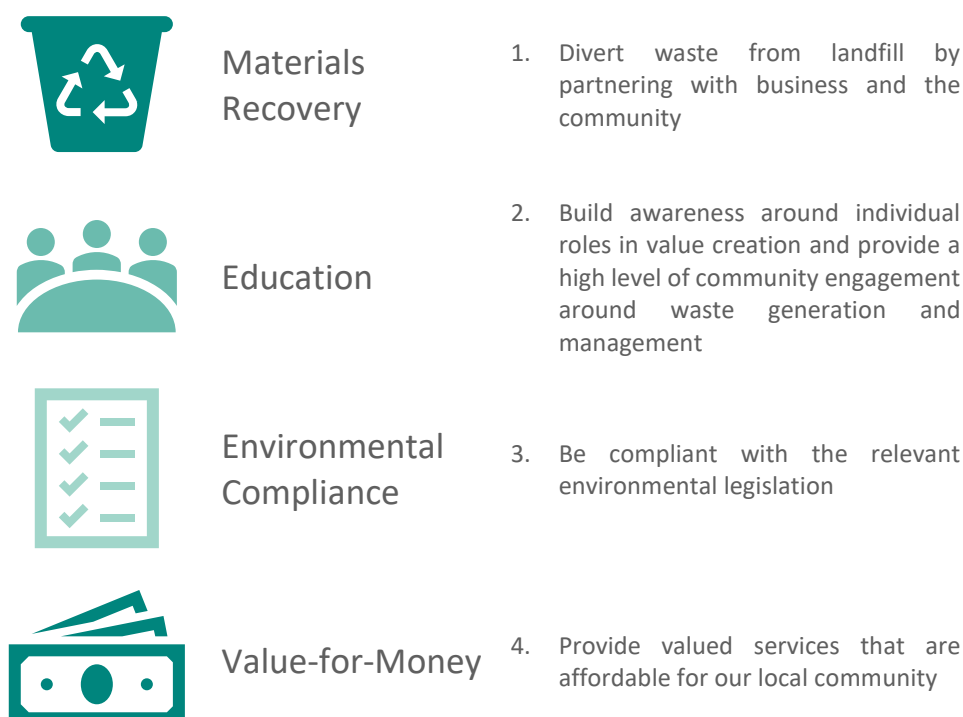 Materials
Recovery
1. Divert waste from landfill by
partnering with business and the
community
Education
2. Build awareness around individual
roles in value creation and provide a
high level of community engagement
around waste generation and
management
Environmental
Compliance
3. Be compliant with the relevant
environmental legislation
Value-for-Money
4. Provide valued services that are
affordable for our local community